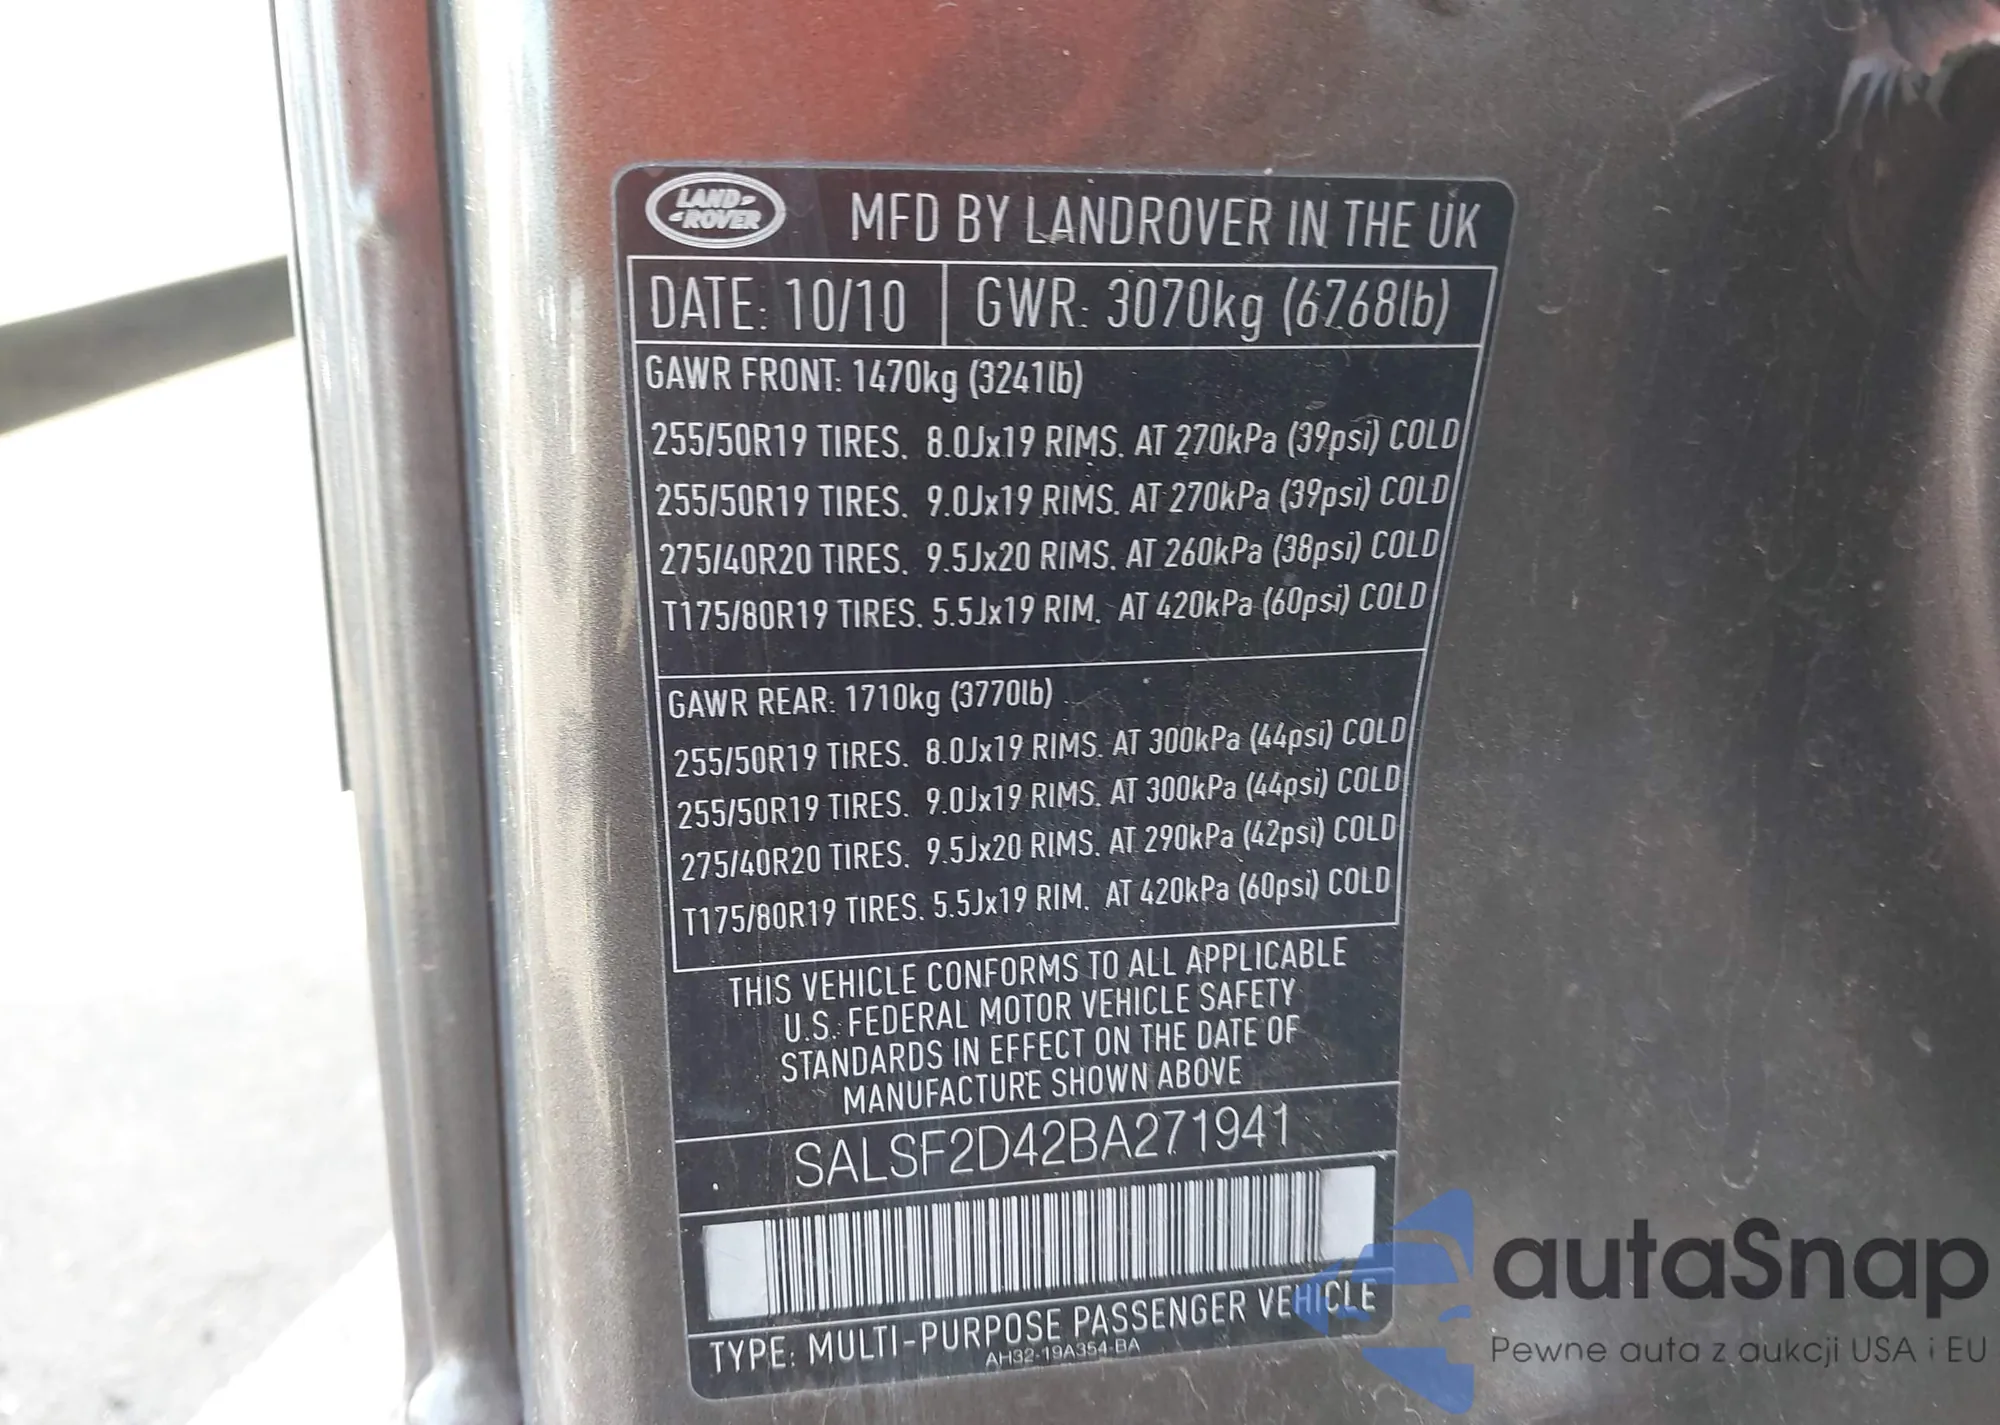 LAND ROVER
MFD BY LANDROVER IN THE UK
DATE: 10/10 GWR: 3070kg (6768lb)
GAWR FRONT: 1470kg (3241lb)
255/50R19 TIRES. 8.0Jx19 RIMS. AT 270kPa (39psi) COLD
255/50R19 TIRES. 9.0Jx19 RIMS. AT 270kPa (39psi) COLD
275/40R20 TIRES. 9.5Jx20 RIMS. AT 260kPa (38psi) COLD
T175/80R19 TIRES. 5.5Jx19 RIM. AT 420kPa (60psi) COLD
GAWR REAR: 1710kg (3770lb)
255/50R19 TIRES. 8.0Jx19 RIMS. AT 300kPa (44psi) COLD
255/50R19 TIRES. 9.0Jx19 RIMS. AT 300kPa (44psi) COLD
275/40R20 TIRES. 9.5Jx20 RIMS. AT 290kPa (42psi) COLD
T175/80R19 TIRES. 5.5Jx19 RIM. AT 420kPa (60psi) COLD
THIS VEHICLE CONFORMS TO ALL APPLICABLE
U.S. FEDERAL MOTOR VEHICLE SAFETY
STANDARDS IN EFFECT ON THE DATE OF
MANUFACTURE SHOWN ABOVE
SALSF2D42BA271941
TYPE: MULTI-PURPOSE PASSENGER VEHICLE
AH32-19A354-BA
autaSnap
Pewne auta z aukcji USA i EU